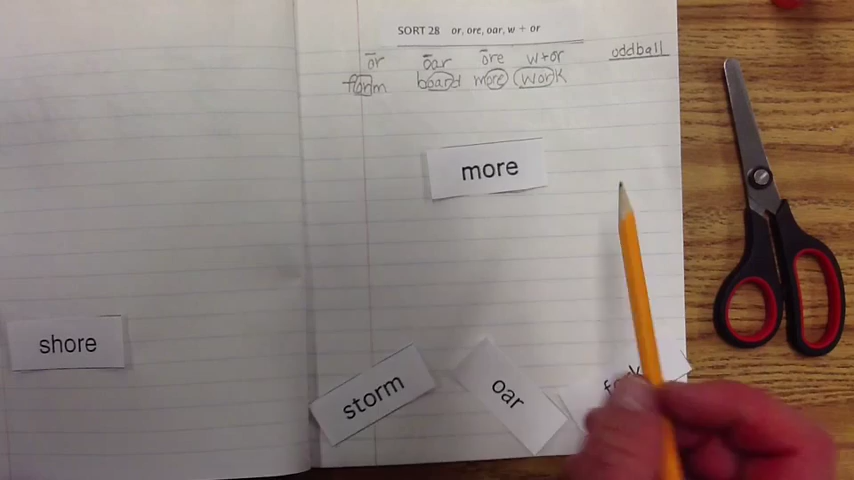 SORT 28 or, ore, oar, w + or
or oar ore w+or oddball
form board more work
more
shore
storm
oar